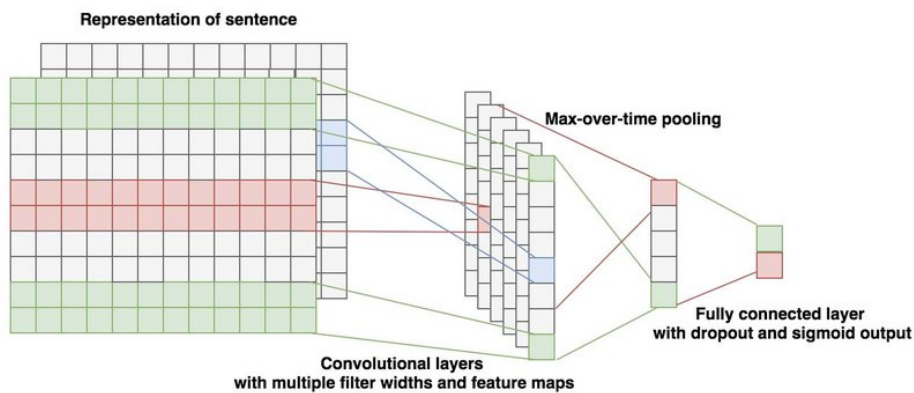 Representation of sentence
Max-over-time pooling
Fully connected layer
with dropout and sigmoid output
Convolutional layers
with multiple filter widths and feature maps